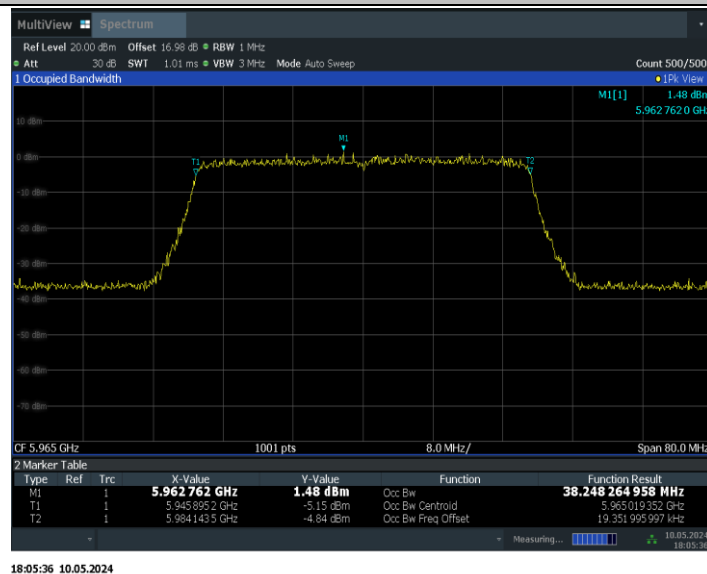 MultiView Spectrum
Ref Level 20.00 dBm Offset 16.98 dB RBW 1 MHz
Att 30 dB SWT 1.01 ms VBW 3 MHz Mode Auto Sweep Count 500/500
1 Occupied Bandwidth 1Pk View
M1[1] 1.48 dBm
5.962 762 0 GHz
10 dBm
M1
0 dBm
T1 T2
-10 dBm
-20 dBm
-30 dBm
-40 dBm
-50 dBm
-60 dBm
-70 dBm
CF 5.965 GHz 1001 pts 8.0 MHz/ Span 80.0 MHz
2 Marker Table
Type Ref Trc X-Value Y-Value Function Function Result
M1 1 5.962 762 GHz 1.48 dBm Occ Bw 38.248 264 958 MHz
T1 1 5.945 895 2 GHz -5.15 dBm Occ Bw Centroid 5.965 019 352 GHz
T2 1 5.984 143 5 GHz -4.84 dBm Occ Bw Freq Offset 19.351 995 997 kHz
Measuring... 10.05.2024
18:05:36
18:05:36 10.05.2024